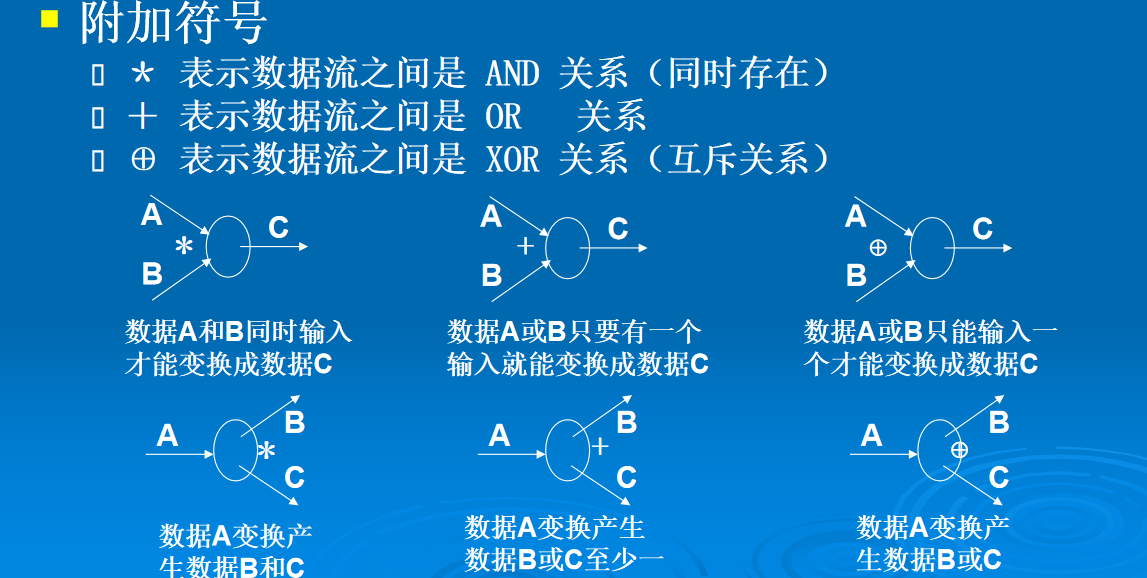 附加符号
* 表示数据流之间是 AND 关系（同时存在）
+ 表示数据流之间是 OR 关系
⊕ 表示数据流之间是 XOR 关系（互斥关系）
A
*
B
C
A
+
B
C
A
⊕
B
C
数据A和B同时输入
才能变换成数据C
数据A或B只要有一个
输入就能变换成数据C
数据A或B只能输入一
个才能变换成数据C
A
B
*
C
A
B
+
C
A
B
⊕
C
数据A变换产
生数据B和C
数据A变换产生
数据B或C至少一
数据A变换产
生数据B或C